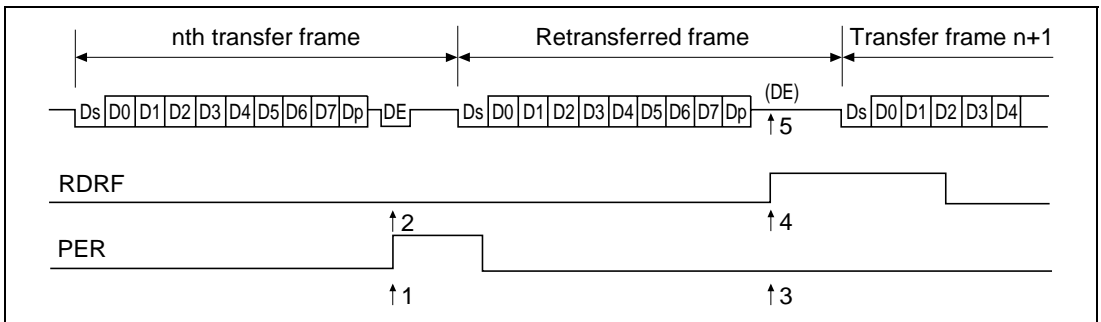 nth transfer frame Retransferred frame Transfer frame n+1
(DE)
Ds D0 D1 D2 D3 D4 D5 D6 D7 Dp DE Ds D0 D1 D2 D3 D4 D5 D6 D7 Dp Ds D0 D1 D2 D3 D4
5
RDRF
2 4
PER
1 3